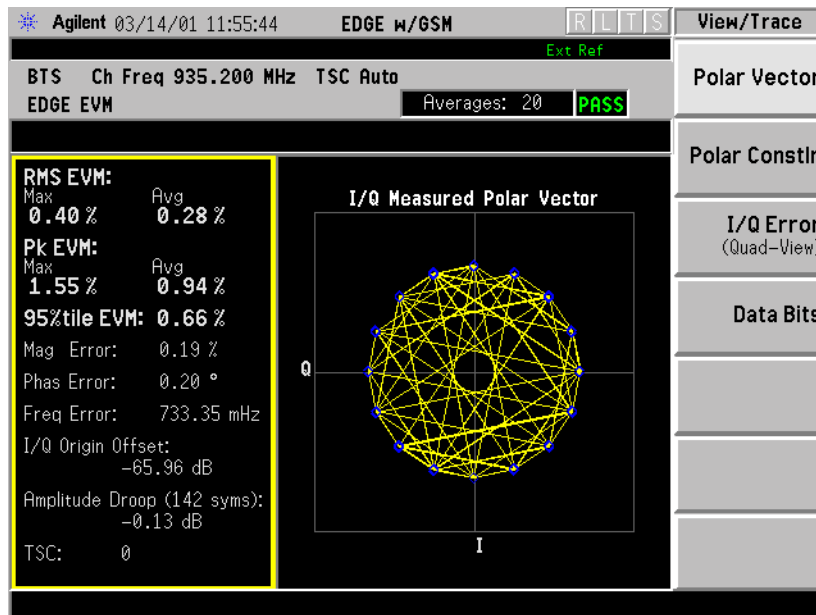 Agilent 03/14/01 11:55:44 EDGE w/GSM R L T S View/Trace
Ext Ref
BTS Ch Freq 935.200 MHz TSC Auto
EDGE EVM Averages: 20 PASS
RMS EVM:
Max Avg
0.40 % 0.28 %
Pk EVM:
Max Avg
1.55 % 0.94 %
95%tile EVM: 0.66 %
Mag Error: 0.19 %
Phas Error: 0.20 °
Freq Error: 733.35 mHz
I/Q Origin Offset:
-65.96 dB
Amplitude Droop (142 syms):
-0.13 dB
TSC: 0
I/Q Measured Polar Vector
Q
I
Polar Vector
Polar Constln
I/Q Error
(Quad-View)
Data Bits